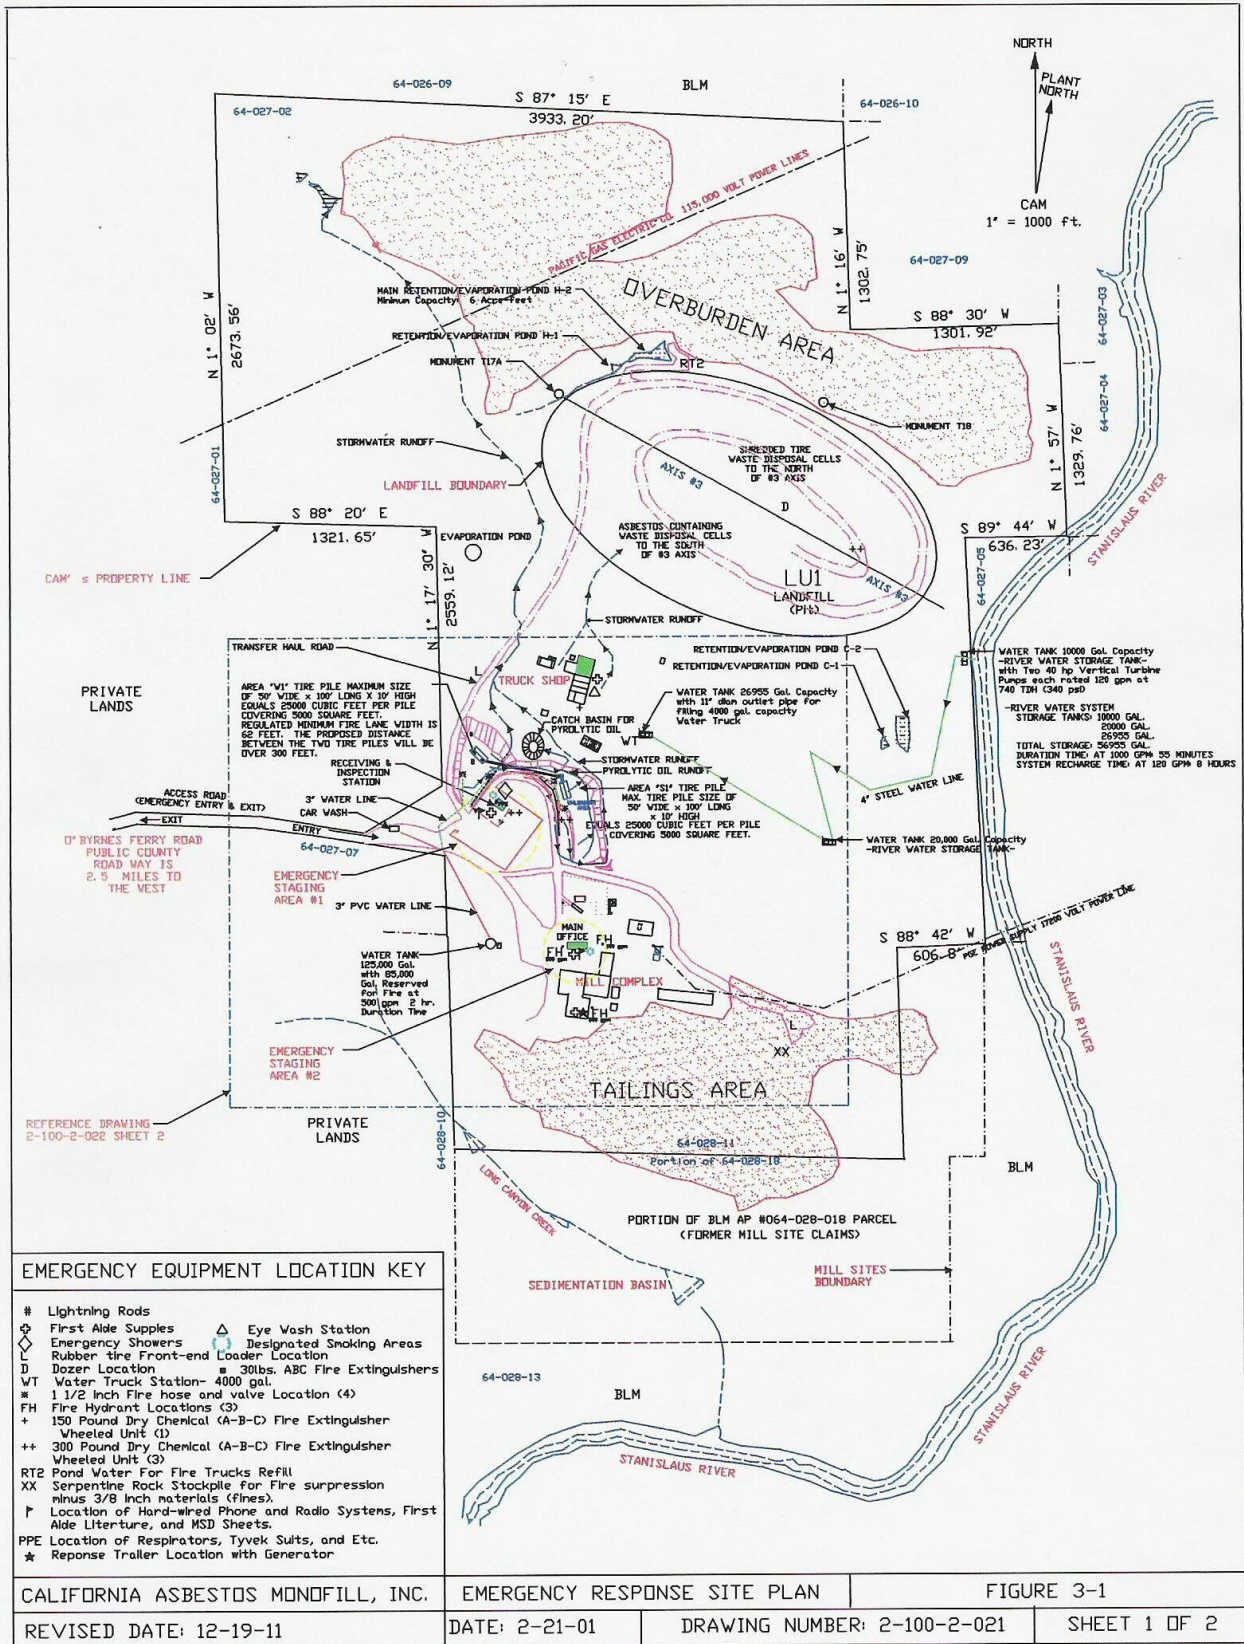 NORTH
PLANT
NORTH
CAM
1" = 1000 ft.
64-026-09
BLM
S 87° 15' E
3933. 20'
64-027-02
64-026-10
PACIFIC GAS ELECTRIC CO. 115,000 VOLT POWER LINES
N 1° 16' W
1302. 75'
64-027-09
N 1° 02' W
2673. 56'
MAIN RETENTION/EVAPORATION POND H-2
Minimum Capacity: 6 Acre-feet
OVERBURDEN AREA
S 88° 30' W
1301. 92'
64-027-03
RETENTION/EVAPORATION POND H-1
MONUMENT T17A
RT2
64-027-04
MONUMENT T18
N 1° 57' W
1329. 76'
STORMWATER RUNOFF
64-027-01
LANDFILL BOUNDARY
SHREDDED TIRE
WASTE DISPOSAL CELLS
TO THE NORTH
OF #3 AXIS
AXIS #3
D
STANISLAUS RIVER
S 88° 20' E
1321. 65'
EVAPORATION POND
ASBESTOS CONTAINING
WASTE DISPOSAL CELLS
TO THE SOUTH
OF #3 AXIS
++
S 89° 44' W
636. 23'
CAM' s PROPERTY LINE
N 1° 17' 30" W
2559. 12'
LU1
LANDFILL
(Pit)
AXIS #3
64-027-05
STORMWATER RUNOFF
TRANSFER HAUL ROAD
L
TRUCK SHOP
RETENTION/EVAPORATION POND C-2
RETENTION/EVAPORATION POND C-1
WATER TANK 10000 Gal. Capacity
-RIVER WATER STORAGE TANK-
with Two 40 hp Vertical Turbine
Pumps each rated 120 gpm at
740 TDH (340 psi)
PRIVATE
LANDS
AREA "W1" TIRE PILE MAXIMUM SIZE
OF 50' WIDE x 100' LONG X 10' HIGH
EQUALS 25000 CUBIC FEET PER PILE
COVERING 5000 SQUARE FEET.
REGULATED MINIMUM FIRE LANE WIDTH IS
62 FEET. THE PROPOSED DISTANCE
BETWEEN THE TWO TIRE PILES WILL BE
OVER 300 FEET.
WATER TANK 26955 Gal. Capacity
with 11" diam outlet pipe for
filling 4000 gal. capacity
Water Truck
-RIVER WATER SYSTEM
STORAGE TANKS: 10000 GAL.
20000 GAL.
26955 GAL.
TOTAL STORAGE: 56955 GAL.
DURATION TIME: AT 1000 GPM: 55 MINUTES
SYSTEM RECHARGE TIME: AT 120 GPM: 8 HOURS
CATCH BASIN FOR
PYROLYTIC OIL
WT
STORMWATER RUNOFF
PYROLYTIC OIL RUNOFF
RECEIVING &
INSPECTION
STATION
AREA "S1" TIRE PILE
MAX. TIRE PILE SIZE OF
50' WIDE x 100' LONG
x 10' HIGH
EQUALS 25000 CUBIC FEET PER PILE
COVERING 5000 SQUARE FEET.
4" STEEL WATER LINE
ACCESS ROAD
(EMERGENCY ENTRY & EXIT)
EXIT
ENTRY
3" WATER LINE
CAR WASH
++
++
64-027-07
O' BYRNES FERRY ROAD
PUBLIC COUNTY
ROAD WAY IS
2. 5 MILES TO
THE WEST
WATER TANK 20,000 Gal. Capacity
-RIVER WATER STORAGE TANK-
EMERGENCY
STAGING
AREA #1
3" PVC WATER LINE
PGE POWER SUPPLY 17200 VOLT POWER LINE
MAIN
OFFICE
FH
FH
S 88° 42' W
606. 8'
WATER TANK
125,000 Gal.
with 85,000
Gal. Reserved
for Fire at
500 gpm 2 hr.
Duration Time
MILL COMPLEX
FH
STANISLAUS RIVER
L
XX
EMERGENCY
STAGING
AREA #2
TAILINGS AREA
REFERENCE DRAWING
2-100-2-022 SHEET 2
PRIVATE
LANDS
64-028-10
64-028-11
Portion of 64-028-18
BLM
LONG CANYON CREEK
PORTION OF BLM AP #064-028-018 PARCEL
(FORMER MILL SITE CLAIMS)
SEDIMENTATION BASIN
MILL SITES
BOUNDARY
64-028-13
BLM
STANISLAUS RIVER
STANISLAUS RIVER
EMERGENCY EQUIPMENT LOCATION KEY
# Lightning Rods
First Aide Supplies
Eye Wash Station
Emergency Showers
Designated Smoking Areas
L Rubber tire Front-end Loader Location
D Dozer Location
30lbs. ABC Fire Extinguishers
WT Water Truck Station- 4000 gal.
1 1/2 inch Fire hose and valve Location (4)
FH Fire Hydrant Locations (3)
+ 150 Pound Dry Chemical (A-B-C) Fire Extinguisher
Wheeled Unit (1)
++ 300 Pound Dry Chemical (A-B-C) Fire Extinguisher
Wheeled Unit (3)
RT2 Pond Water For Fire Trucks Refill
XX Serpentine Rock Stockpile for Fire surpression
minus 3/8 inch materials (fines).
Location of Hard-wired Phone and Radio Systems, First
Aide Literture, and MSD Sheets.
PPE Location of Respirators, Tyvek Suits, and Etc.
★ Reponse Trailer Location with Generator
CALIFORNIA ASBESTOS MONOFILL, INC.
EMERGENCY RESPONSE SITE PLAN
FIGURE 3-1
REVISED DATE: 12-19-11
DATE: 2-21-01
DRAWING NUMBER: 2-100-2-021
SHEET 1 OF 2